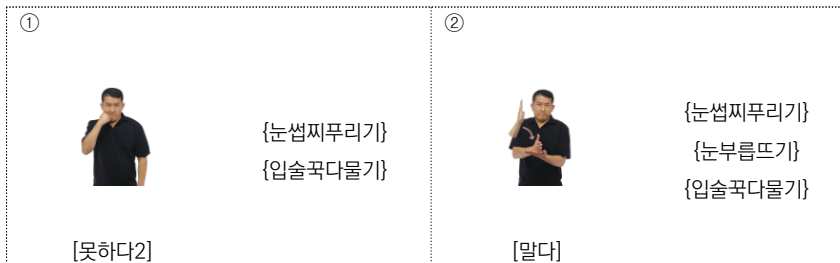 ①
{눈썹찌푸리기}
{입술꾹다물기}
[못하다2]
②
{눈썹찌푸리기}
{눈부릅뜨기}
{입술꾹다물기}
[말다]